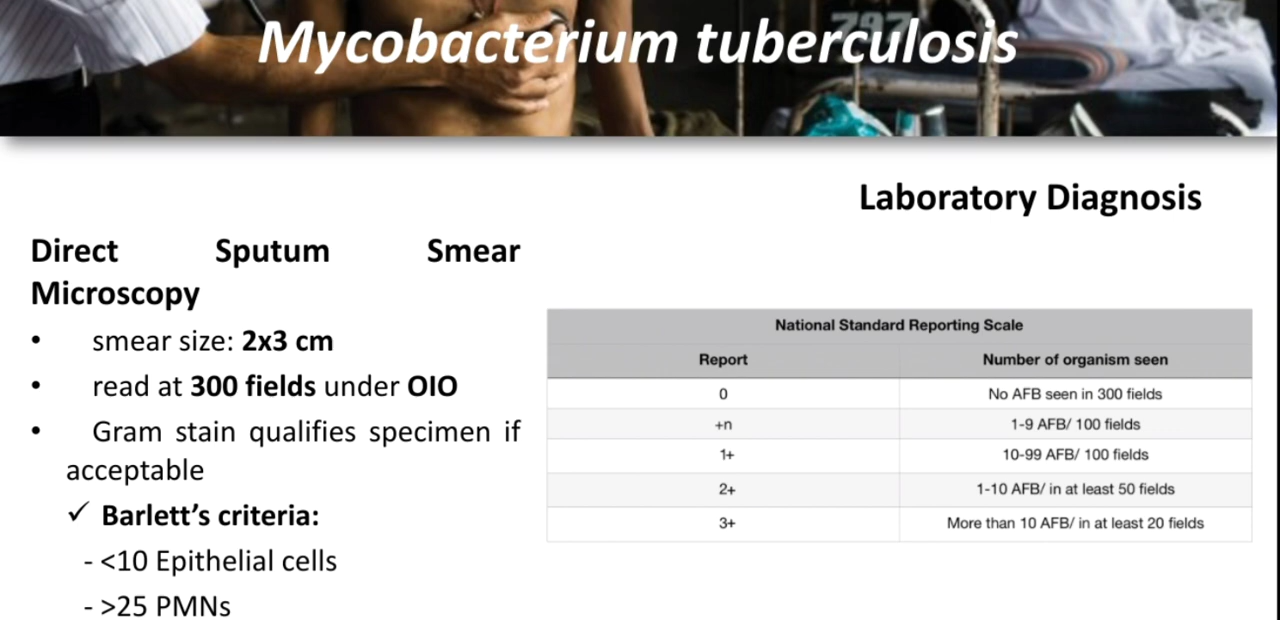 Mycobacterium tuberculosis
Laboratory Diagnosis
Direct Sputum Smear
Microscopy
• smear size: 2x3 cm
• read at 300 fields under OIO
• Gram stain qualifies specimen if
acceptable
✓ Barlett’s criteria:
- <10 Epithelial cells
- >25 PMNs
National Standard Reporting Scale
Report Number of organism seen
0 No AFB seen in 300 fields
+n 1-9 AFB/ 100 fields
1+ 10-99 AFB/ 100 fields
2+ 1-10 AFB/ in at least 50 fields
3+ More than 10 AFB/ in at least 20 fields